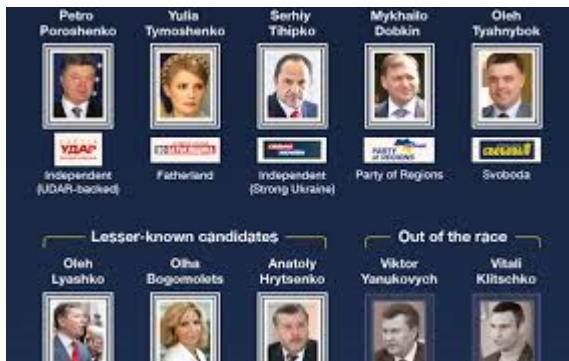 Petro
Poroshenko
Yulia
Tymoshenko
Serhiy
Tihipko
Mykhailo
Dobkin
Oleh
Tyahnybok
УДАР
PARTY
of REGIONS
Independent
(UDAR-backed)
Fatherland
Independent
(Strong Ukraine)
Party of Regions
Svoboda
Lesser-known candidates
Out of the race
Oleh
Lyashko
Olha
Bogomolets
Anatoly
Hrytsenko
Viktor
Yanukovych
Vitali
Klitschko